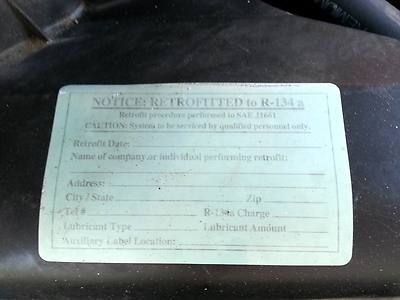 NOTICE: RETROFITTED to R-134 a
Retrofit procedure performed to SAE J1661
CAUTION: System to be serviced by qualified personnel only.
Retrofit Date:
Name of company or individual performing retrofit:
Address:
City / State Zip
Tel # R-134a Charge
Lubricant Type Lubricant Amount
Auxiliary Label Location: